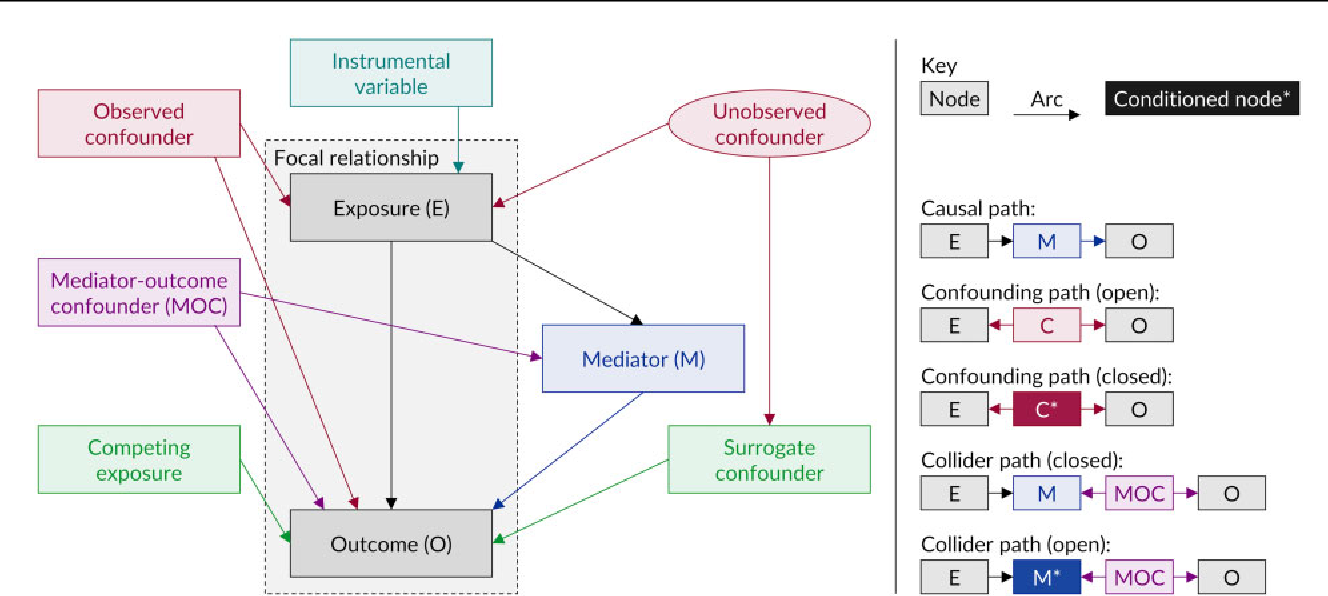 Instrumental
variable
Observed
confounder
Unobserved
confounder
Focal relationship
Exposure (E)
Mediator-outcome
confounder (MOC)
Mediator (M)
Competing
exposure
Surrogate
confounder
Outcome (O)
Key
Node
Arc
Conditioned node*
Causal path:
E M O
Confounding path (open):
E C O
Confounding path (closed):
E C* O
Collider path (closed):
E M MOC O
Collider path (open):
E M* MOC O